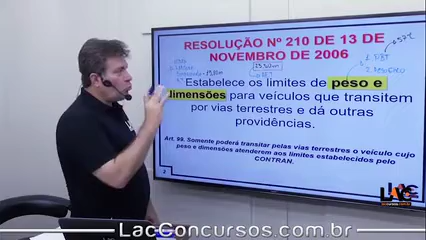 RESOLUÇÃO Nº 210 DE 13 DE
NOVEMBRO DE 2006
Estabelece os limites de peso e
dimensões para veículos que transitem
por vias terrestres e dá outras
providências.
Art. 99. Somente poderá transitar pelas vias terrestres o veículo cujo
peso e dimensões atenderem aos limites estabelecidos pelo
CONTRAN.
2
LAC
LacConcursos.com.br